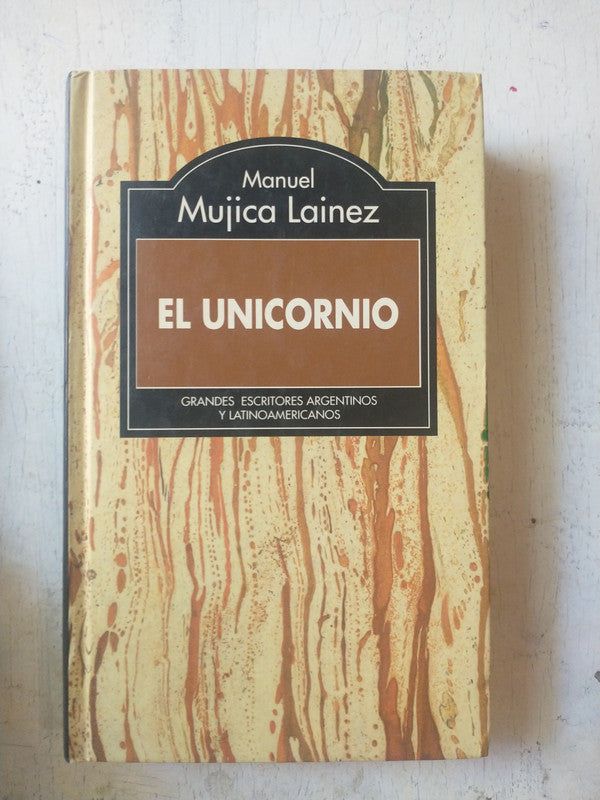 Manuel
Mujica Lainez
EL UNICORNIO
GRANDES ESCRITORES ARGENTINOS
Y LATINOAMERICANOS